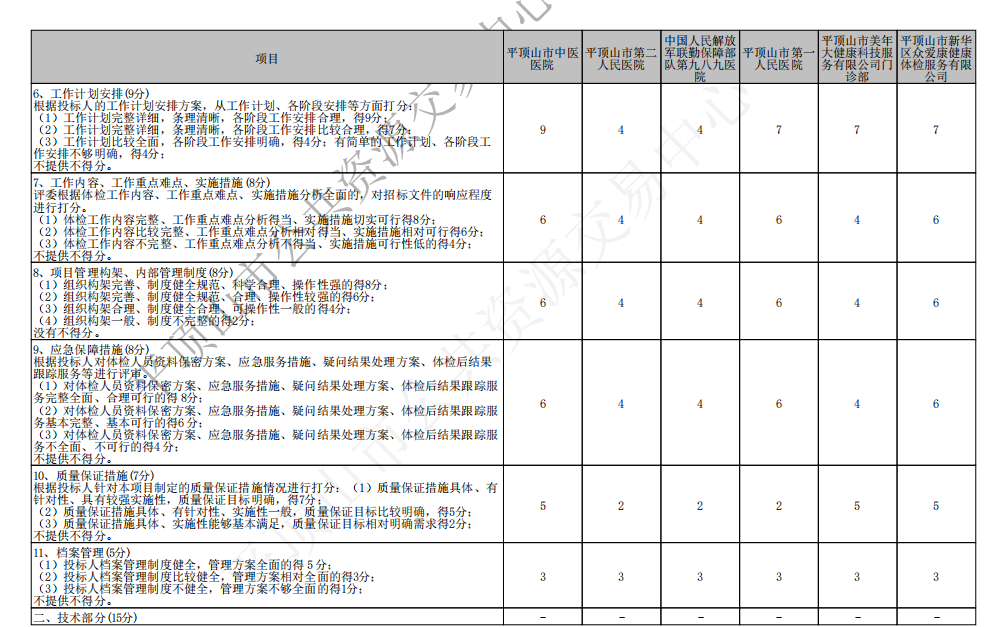 项目
平顶山市中医
医院
平顶山市第二
人民医院
中国人民解放
军联勤保障部
队第九八九医
院
平顶山市第一
人民医院
平顶山市美年
大健康科技服
务有限公司门
诊部
平顶山市新华
区众爱康健康
体检服务有限
公司
6、工作计划安排(9分)
根据投标人的工作计划安排方案，从工作计划、各阶段安排等方面打分；
（1）工作计划完整详细，条理清晰，各阶段工作安排合理，得9分；
（2）工作计划完整详细，条理清晰，各阶段工作安排比较合理，得7分；
（3）工作计划比较全面，各阶段工作安排明确，得4分；有简单的工作计划、各阶段工
作安排不够明确，得4分；
不提供不得分。
9 4 4 7 7 7
7、工作内容、工作重点难点、实施措施(8分)
评委根据体检工作内容、工作重点难点、实施措施分析全面的，对招标文件的响应程度
进行打分。
（1）体检工作内容完整、工作重点难点分析得当、实施措施切实可行得8分；
（2）体检工作内容比较完整、工作重点难点分析相对得当、实施措施相对可行得6分；
（3）体检工作内容不完整、工作重点难点分析不得当、实施措施可行性低的得4分；
不提供不得分。
6 4 4 6 4 6
8、项目管理构架、内部管理制度(8分)
（1）组织构架完善、制度健全规范、科学合理、操作性强的得8分；
（2）组织构架完善、制度健全规范、合理、操作性较强的得6分；
（3）组织构架合理、制度健全合理、可操作性一般的得4分；
（4）组织构架一般、制度不完整的得2分；
没有不得分。
6 4 4 6 4 6
9、应急保障措施(8分)
根据投标人对体检人员资料保密方案、应急服务措施、疑问结果处理方案、体检后结果
跟踪服务等进行评审。
（1）对体检人员资料保密方案、应急服务措施、疑问结果处理方案、体检后结果跟踪服
务完整全面、合理可行的得 8分；
（2）对体检人员资料保密方案、应急服务措施、疑问结果处理方案、体检后结果跟踪服
务基本完整、基本可行的得6 分；
（3）对体检人员资料保密方案、应急服务措施、疑问结果处理方案、体检后结果跟踪服
务不全面、不可行的得4 分；
不提供不得分。
6 4 4 6 4 6
10、质量保证措施(7分)
根据投标人针对本项目制定的质量保证措施情况进行打分：（1）质量保证措施具体、有
针对性、具有较强实施性，质量保证目标明确，得7分；
（2）质量保证措施具体、有针对性、实施性一般，质量保证目标比较明确，得5分；
（3）质量保证措施具体、实施性能够基本满足，质量保证目标相对明确需求得2分；
不提供不得分。
5 2 2 2 5 5
11、档案管理(5分)
（1）投标人档案管理制度健全，管理方案全面的得 5 分；
（2）投标人档案管理制度比较健全，管理方案相对全面的得3分；
（3）投标人档案管理制度不健全，管理方案不够全面的得1分；
不提供不得分。
3 3 3 3 3 3
二、技术部分(15分)
– – – – – –
平顶山市公共资源交易中心
平顶山市公共资源交易中心